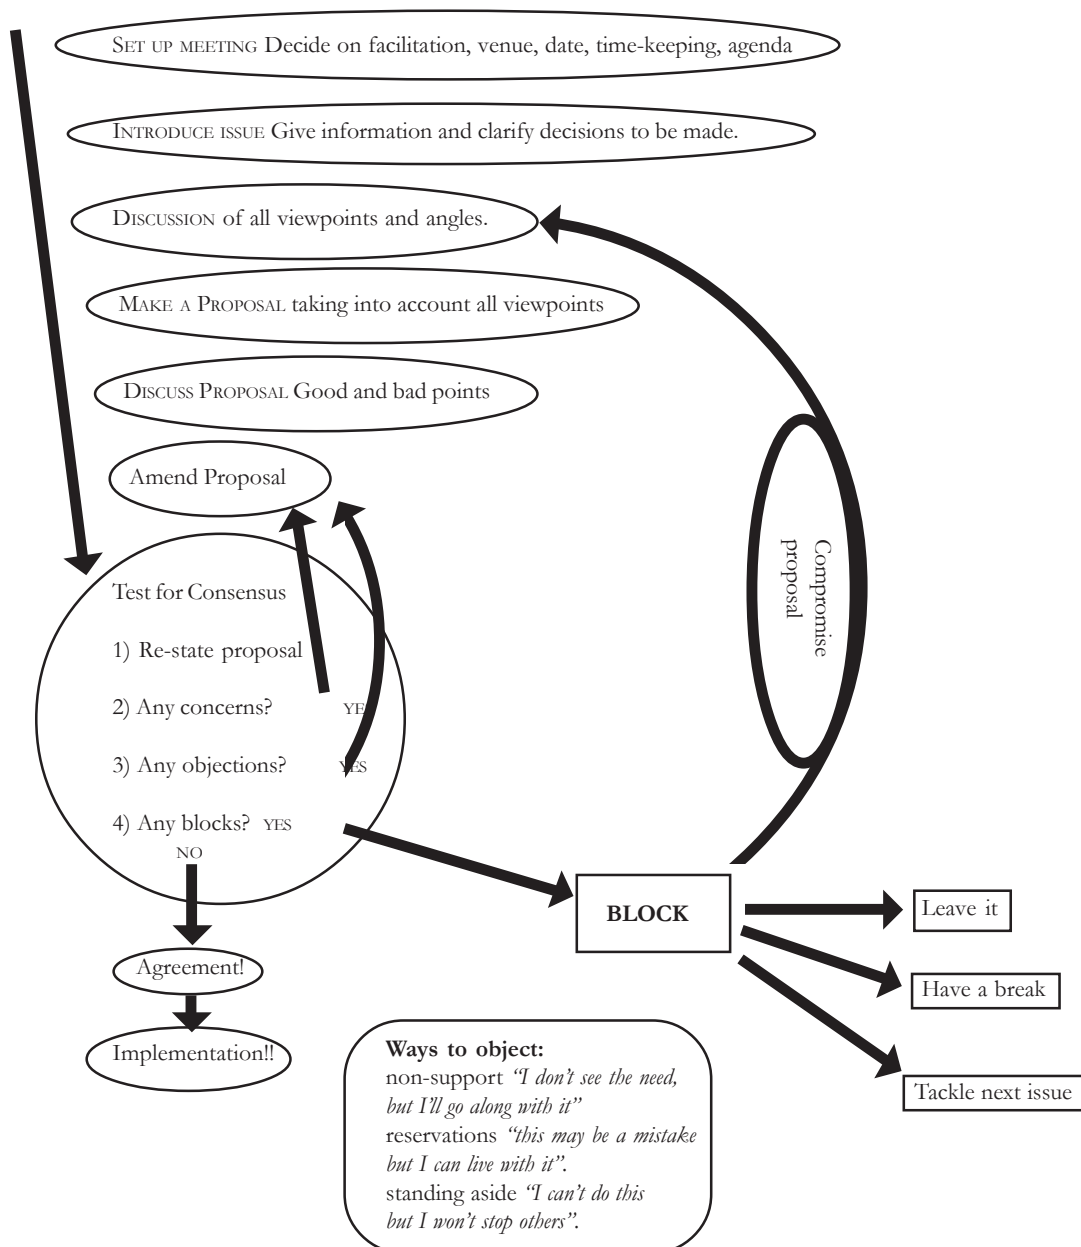 SET UP MEETING Decide on facilitation, venue, date, time-keeping, agenda
INTRODUCE ISSUE Give information and clarify decisions to be made.
DISCUSSION of all viewpoints and angles.
MAKE A PROPOSAL taking into account all viewpoints
DISCUSS PROPOSAL Good and bad points
Amend Proposal
Test for Consensus
1) Re-state proposal
2) Any concerns? YE
3) Any objections? YES
4) Any blocks? YES
NO
Compromise
proposal
BLOCK
Leave it
Have a break
Tackle next issue
Agreement!
Implementation!!
Ways to object:
non-support “I don’t see the need,
but I’ll go along with it”
reservations “this may be a mistake
but I can live with it”.
standing aside “I can’t do this
but I won’t stop others”.